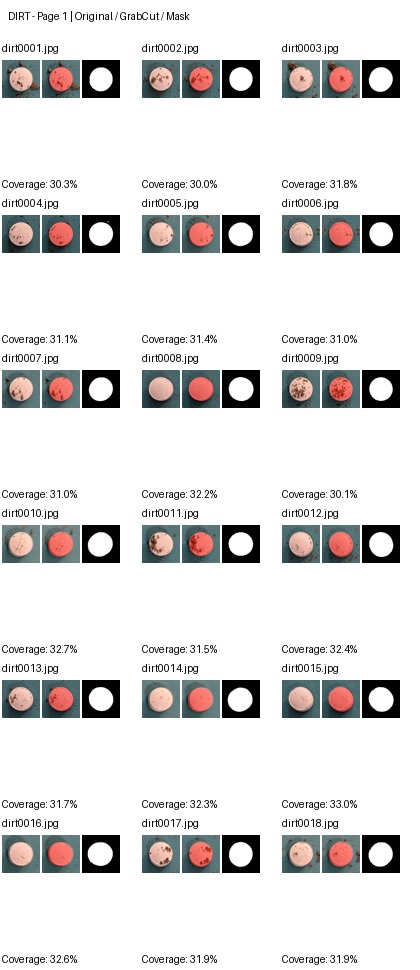 DIRT - Page 1 | Original / GrabCut / Mask
dirt0001.jpg dirt0002.jpg dirt0003.jpg
Coverage: 30.3% Coverage: 30.0% Coverage: 31.8%
dirt0004.jpg dirt0005.jpg dirt0006.jpg
Coverage: 31.1% Coverage: 31.4% Coverage: 31.0%
dirt0007.jpg dirt0008.jpg dirt0009.jpg
Coverage: 31.0% Coverage: 32.2% Coverage: 30.1%
dirt0010.jpg dirt0011.jpg dirt0012.jpg
Coverage: 32.7% Coverage: 31.5% Coverage: 32.4%
dirt0013.jpg dirt0014.jpg dirt0015.jpg
Coverage: 31.7% Coverage: 32.3% Coverage: 33.0%
dirt0016.jpg dirt0017.jpg dirt0018.jpg
Coverage: 32.6% Coverage: 31.9% Coverage: 31.9%